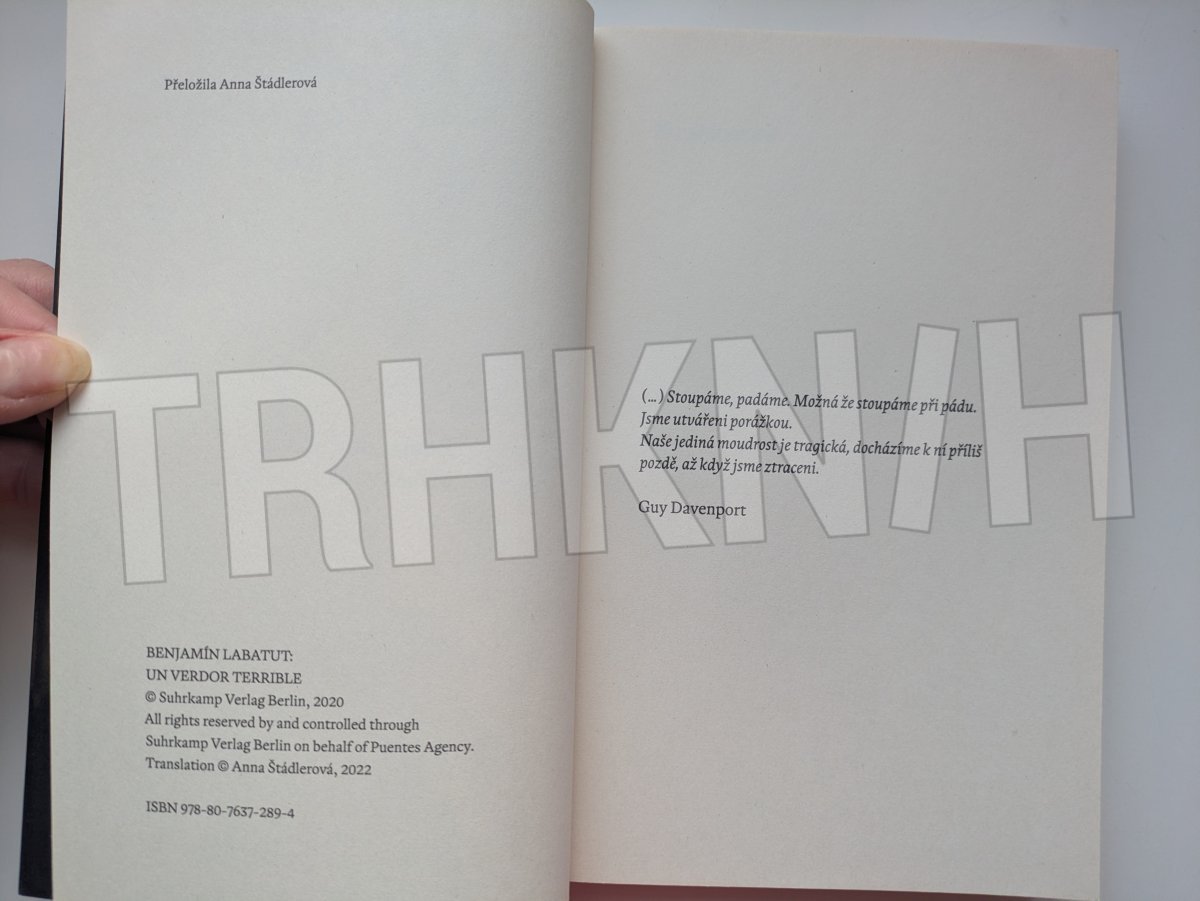 Přeložila Anna Štádlerová
BENJAMÍN LABATUT:
UN VERDOR TERRIBLE
© Suhrkamp Verlag Berlin, 2020
All rights reserved by and controlled through
Suhrkamp Verlag Berlin on behalf of Puentes Agency.
Translation © Anna Štádlerová, 2022
ISBN 978-80-7637-289-4
(...) Stoupáme, padáme. Možná že stoupáme při pádu.
Jsme utvářeni porážkou.
Naše jediná moudrost je tragická, docházíme k ní příliš
pozdě, až když jsme ztraceni.
Guy Davenport
TRHKN/H